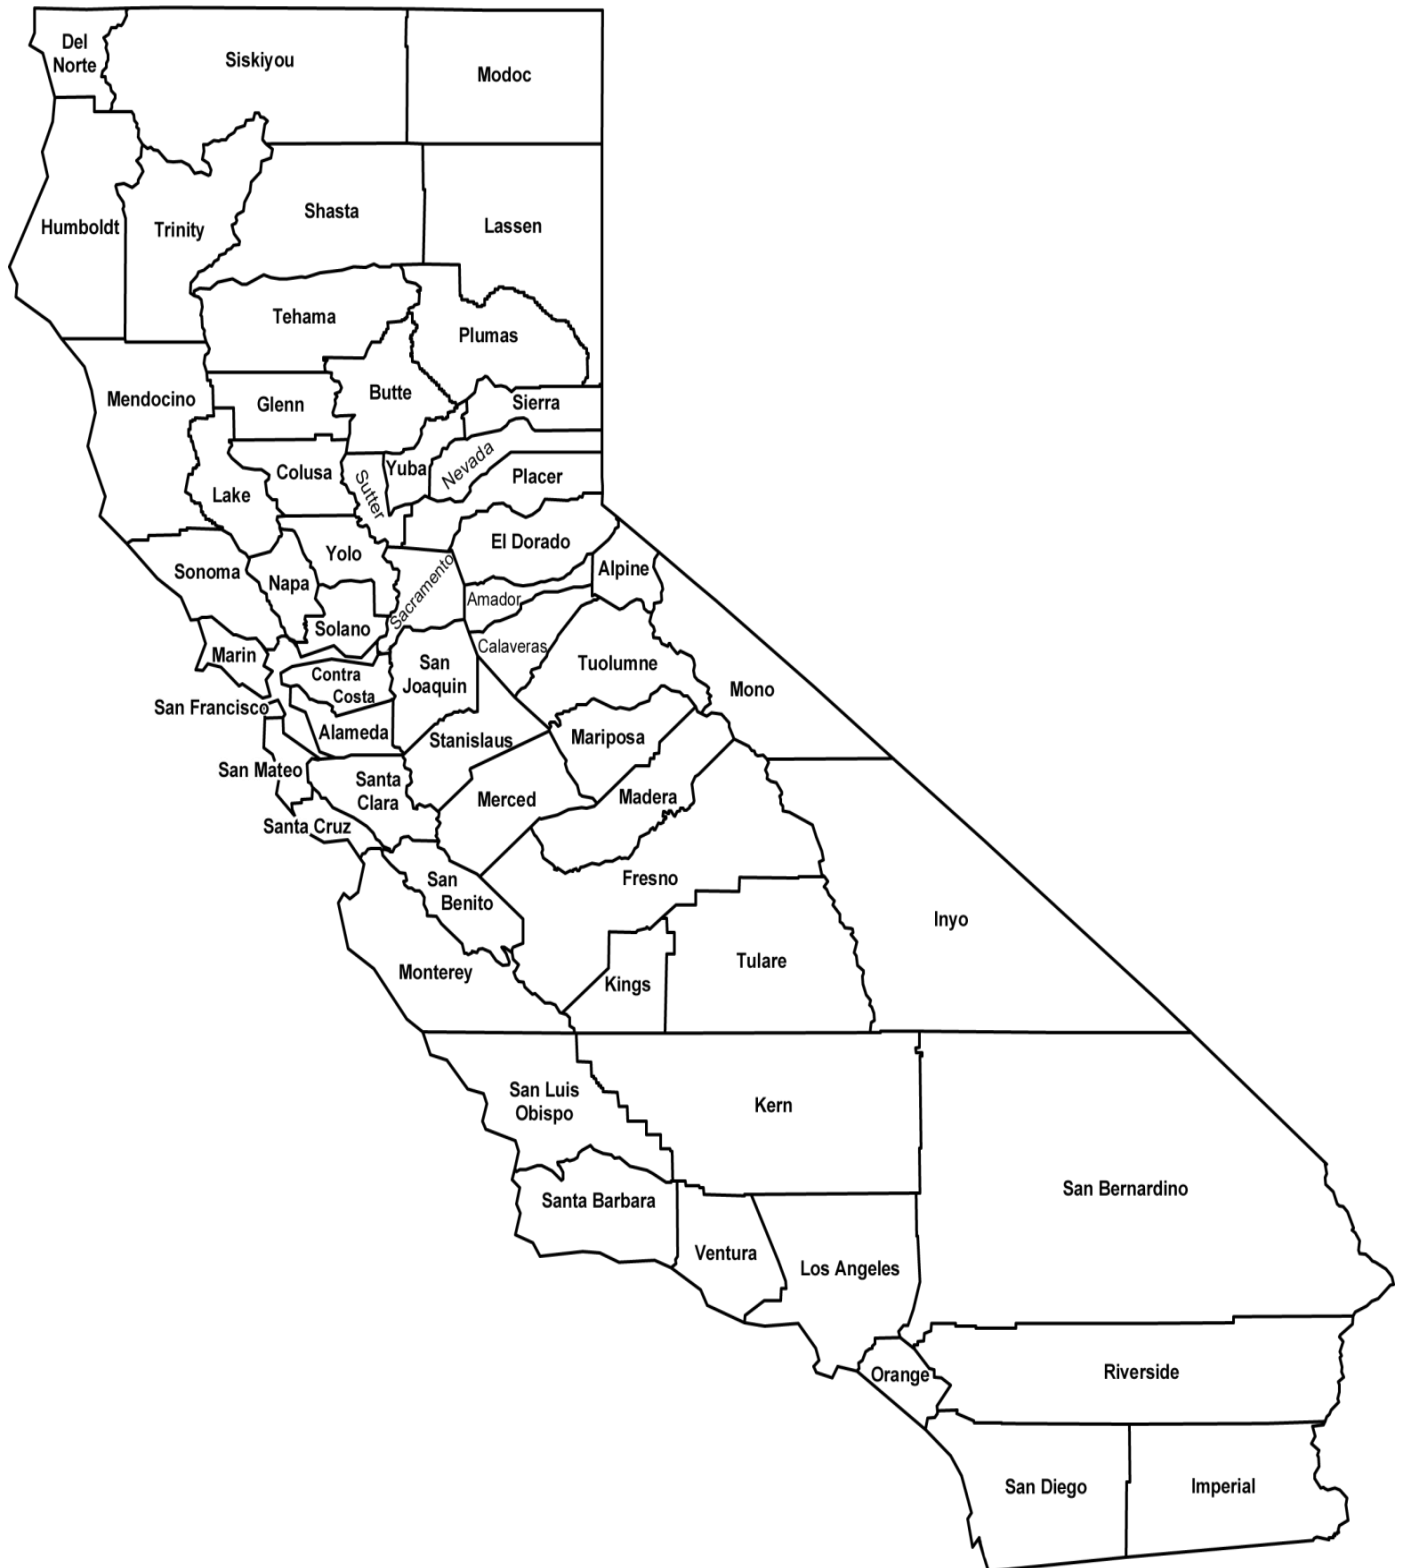 Del
Norte
Siskiyou
Modoc
Humboldt
Trinity
Shasta
Lassen
Tehama
Plumas
Mendocino
Glenn
Butte
Sierra
Lake
Colusa
Sutter
Yuba
Nevada
Placer
Sonoma
Napa
Yolo
Sacramento
El Dorado
Alpine
Solano
Amador
Marin
Contra
Costa
San
Joaquin
Calaveras
Tuolumne
Mono
San Francisco
Alameda
Stanislaus
Mariposa
San Mateo
Santa
Clara
Merced
Madera
Santa Cruz
San
Benito
Fresno
Inyo
Monterey
Kings
Tulare
San Luis
Obispo
Kern
San Bernardino
Santa Barbara
Ventura
Los Angeles
Orange
Riverside
San Diego
Imperial